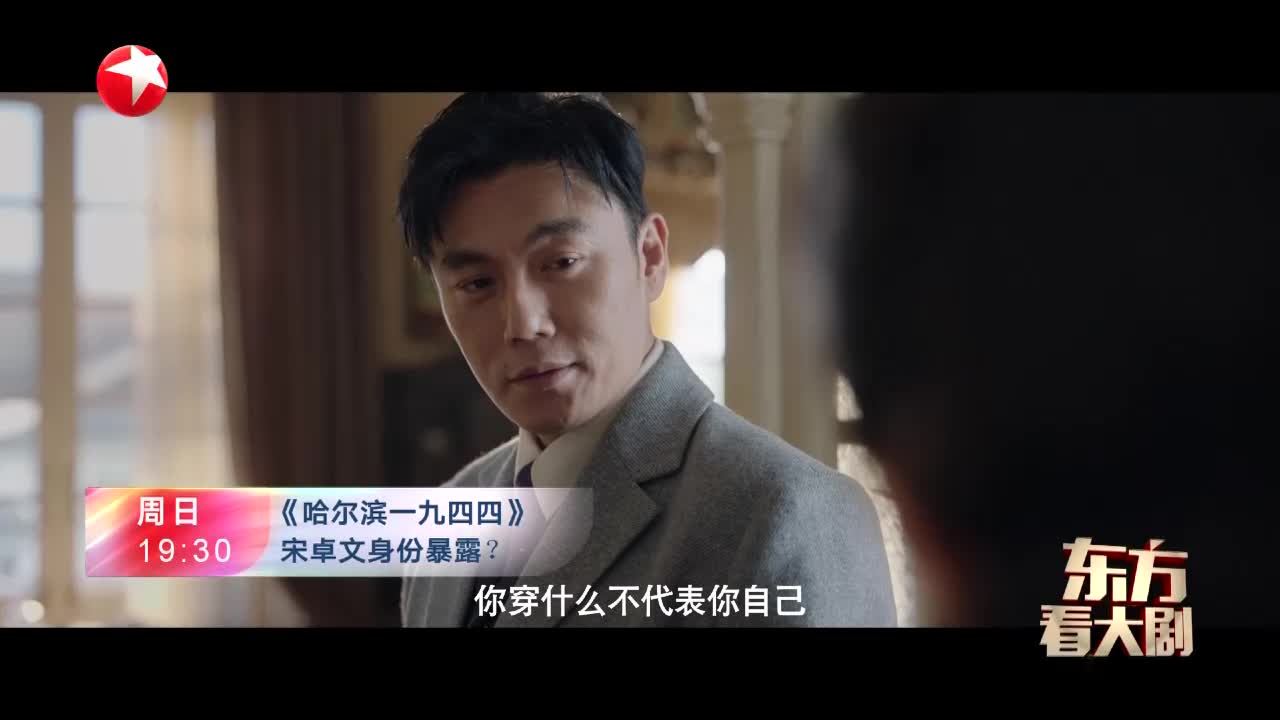 周日
《哈尔滨一九四四》
19:30
宋卓文身份暴露？
你穿什么不代表你自己
东方
看大剧